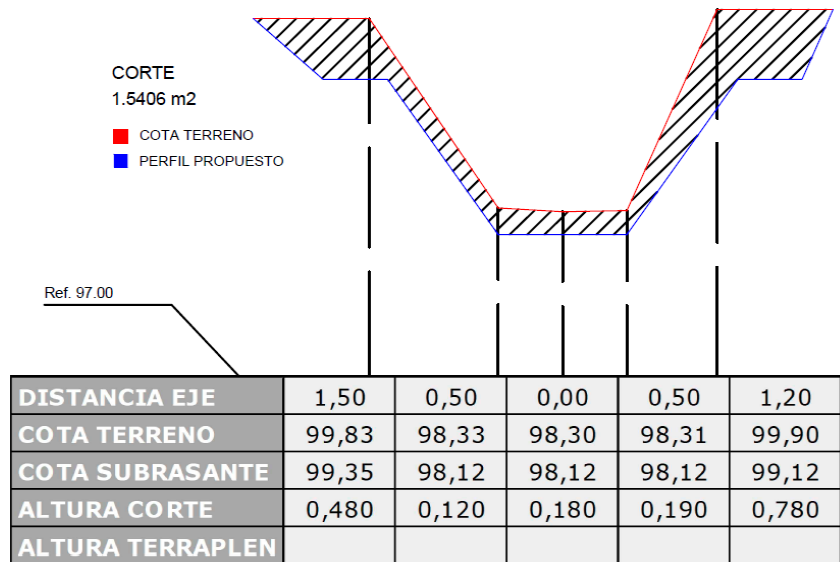 CORTE
1.5406 m2
COTA TERRENO
PERFIL PROPUESTO
Ref. 97.00
DISTANCIA EJE 1,50 0,50 0,00 0,50 1,20
COTA TERRENO 99,83 98,33 98,30 98,31 99,90
COTA SUBRASANTE 99,35 98,12 98,12 98,12 99,12
ALTURA CORTE 0,480 0,120 0,180 0,190 0,780
ALTURA TERRAPLEN